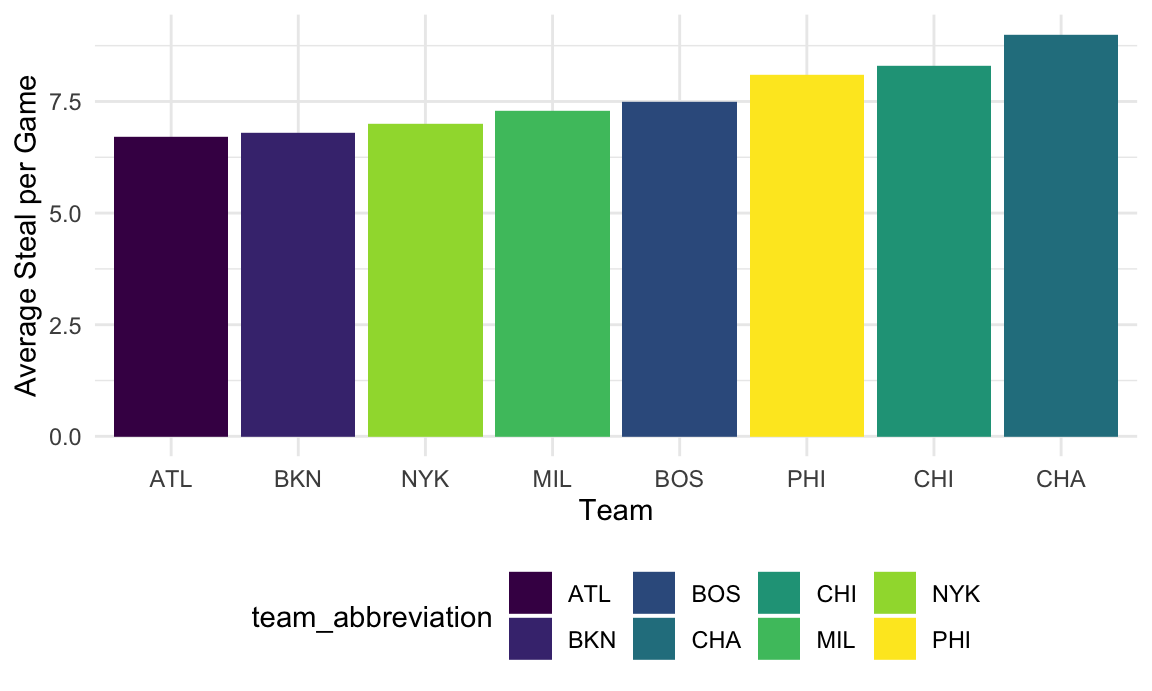 Average Steal per Game
7.5
5.0
2.5
0.0
ATL BKN NYK MIL BOS PHI CHI CHA
Team
team_abbreviation
ATL BOS CHI NYK
BKN CHA MIL PHI